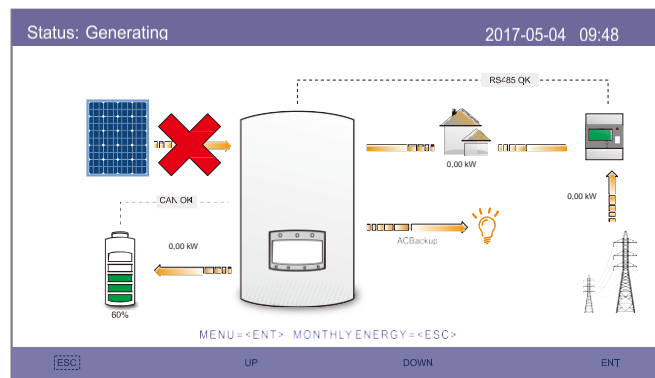 Status: Generating
2017-05-04 09:48
RS485 OK
0,00 kW
CAN OK
0,00 kW
0,00 kW
ACBackup
60%
MENU=<ENT> MONTHLY ENERGY=<ESC>
ESC
UP
DOWN
ENT